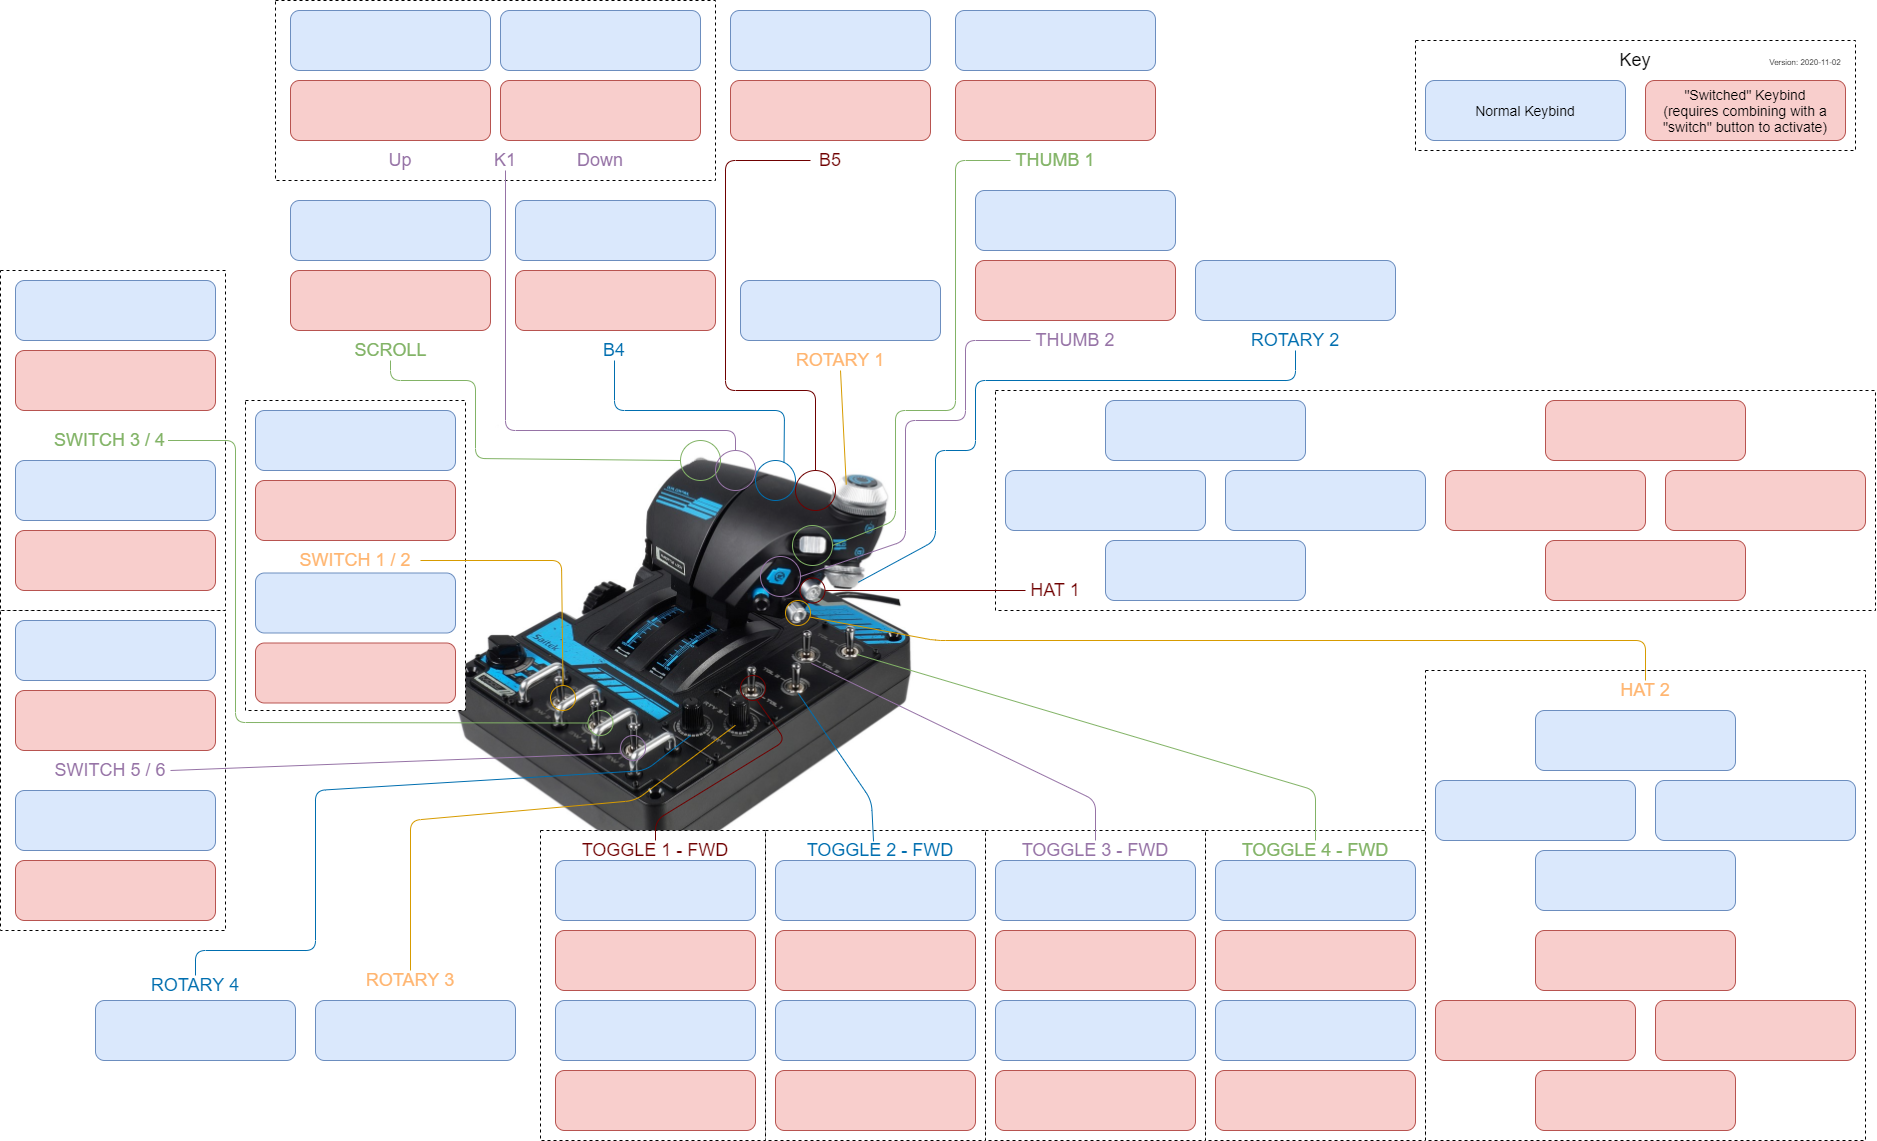 Key
Version: 2020-11-02
Normal Keybind
"Switched" Keybind
(requires combining with a
"switch" button to activate)
Up
K1
Down
B5
THUMB 1
SCROLL
B4
ROTARY 1
THUMB 2
ROTARY 2
SWITCH 3 / 4
SWITCH 1 / 2
HAT 1
Saitek
HAT 2
SWITCH 5 / 6
TOGGLE 1 - FWD
TOGGLE 2 - FWD
TOGGLE 3 - FWD
TOGGLE 4 - FWD
ROTARY 4
ROTARY 3